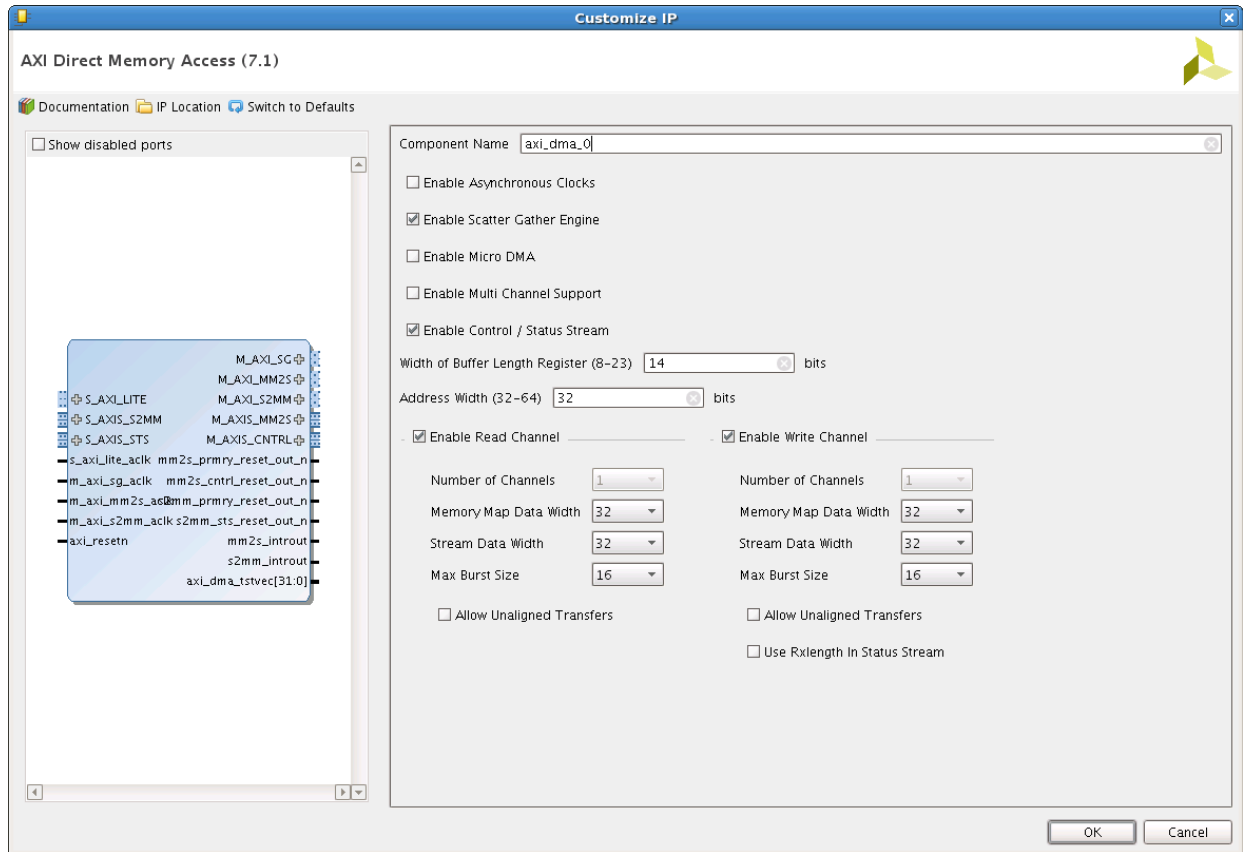 Customize IP
AXI Direct Memory Access (7.1)
Documentation IP Location Switch to Defaults
Show disabled ports
M_AXI_SG
M_AXI_MM2S
S_AXI_LITE M_AXI_S2MM
S_AXIS_S2MM M_AXIS_MM2S
S_AXIS_STS M_AXIS_CNTRL
s_axi_lite_aclk mm2s_prmry_reset_out_n
m_axi_sg_aclk mm2s_cntrl_reset_out_n
m_axi_s2mm_aclk s2mm_sts_reset_out_n
axi_resetn mm2s_introut
s2mm_introut
axi_dma_tstvec[31:0]
Component Name axi_dma_0
Enable Asynchronous Clocks
Enable Scatter Gather Engine
Enable Micro DMA
Enable Multi Channel Support
Enable Control / Status Stream
Width of Buffer Length Register (8-23) 14 bits
Address Width (32-64) 32 bits
Enable Read Channel Enable Write Channel
Number of Channels 1 Number of Channels 1
Memory Map Data Width 32 Memory Map Data Width 32
Stream Data Width 32 Stream Data Width 32
Max Burst Size 16 Max Burst Size 16
Allow Unaligned Transfers Allow Unaligned Transfers
Use Rxlength In Status Stream
OK Cancel